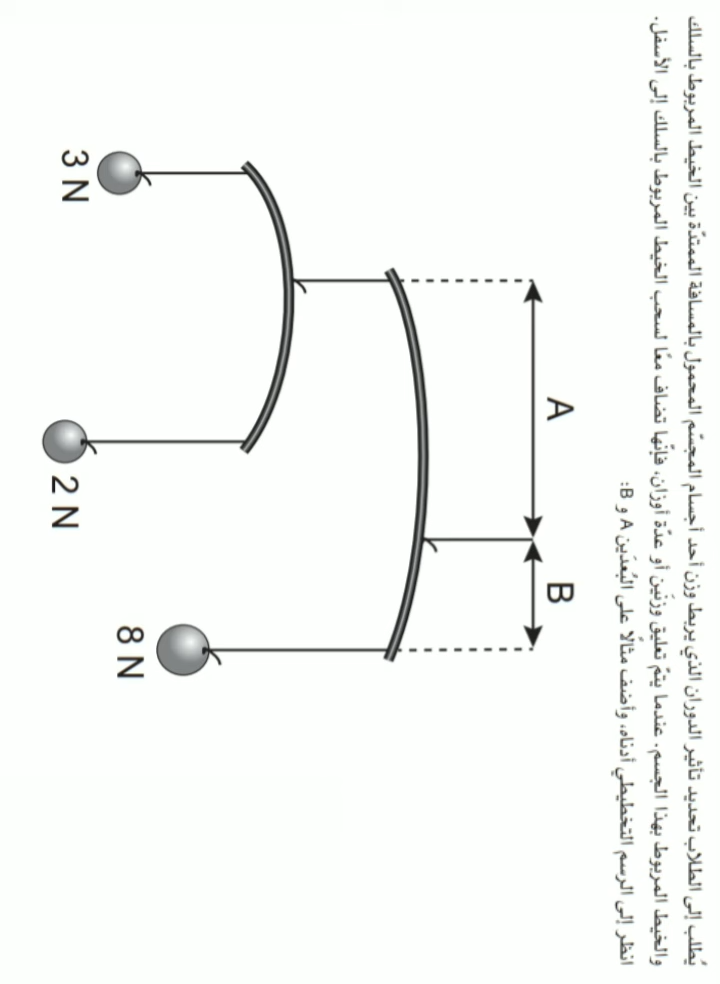 يُطلب إلى الطلاب تحديد تأثير الدوران الذي يربط وزن أحد أجسام المجسّم المحمول بالمسافة الممتدّة بين الخيط المربوط بالسلك
والخيط المربوط بهذا الجسم. عندما يتمّ تعليق وزنَين أو عدّة أوزان، فإنّها تضاف معًا لسحب الخيط المربوط بالسلك إلى الأسفل.
انظر إلى الرسم التخطيطي أدناه، وأضف مثالًا على البُعدَين A و B:
A
B
3 N
2 N
8 N